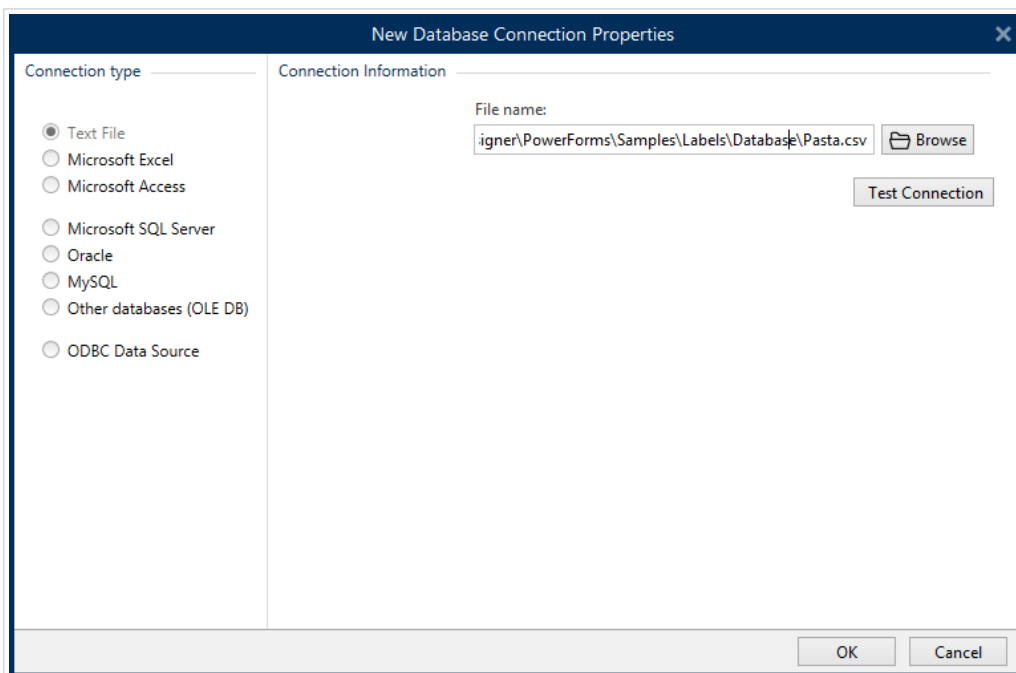 New Database Connection Properties
Connection type
Connection Information
File name:
Text File
igner\PowerForms\Samples\Labels\Database\Pasta.csv
Browse
Microsoft Excel
Microsoft Access
Test Connection
Microsoft SQL Server
Oracle
MySQL
Other databases (OLE DB)
ODBC Data Source
OK
Cancel